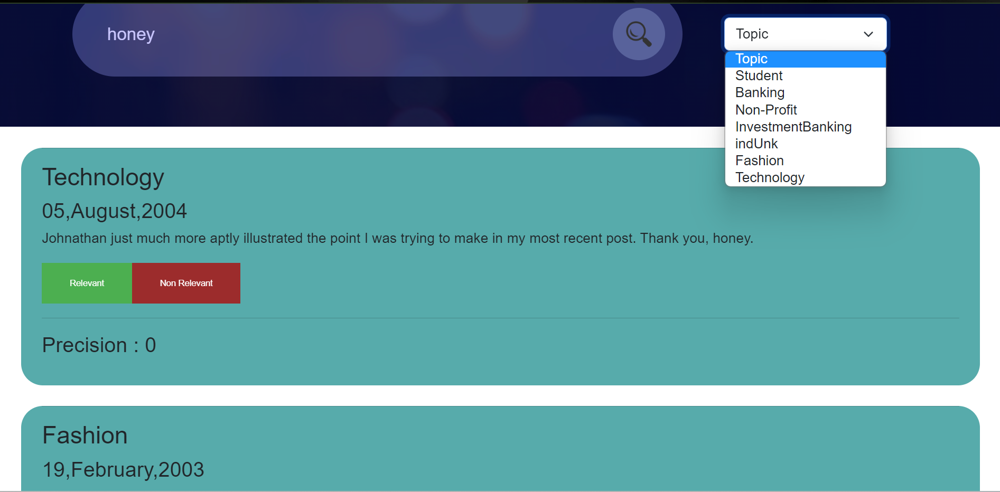 honey
Topic
Topic
Student
Banking
Non-Profit
InvestmentBanking
indUnk
Fashion
Technology
Technology
05,August,2004
Johnathan just much more aptly illustrated the point I was trying to make in my most recent post. Thank you, honey.
Relevant
Non Relevant
Precision : 0
Fashion
19,February,2003